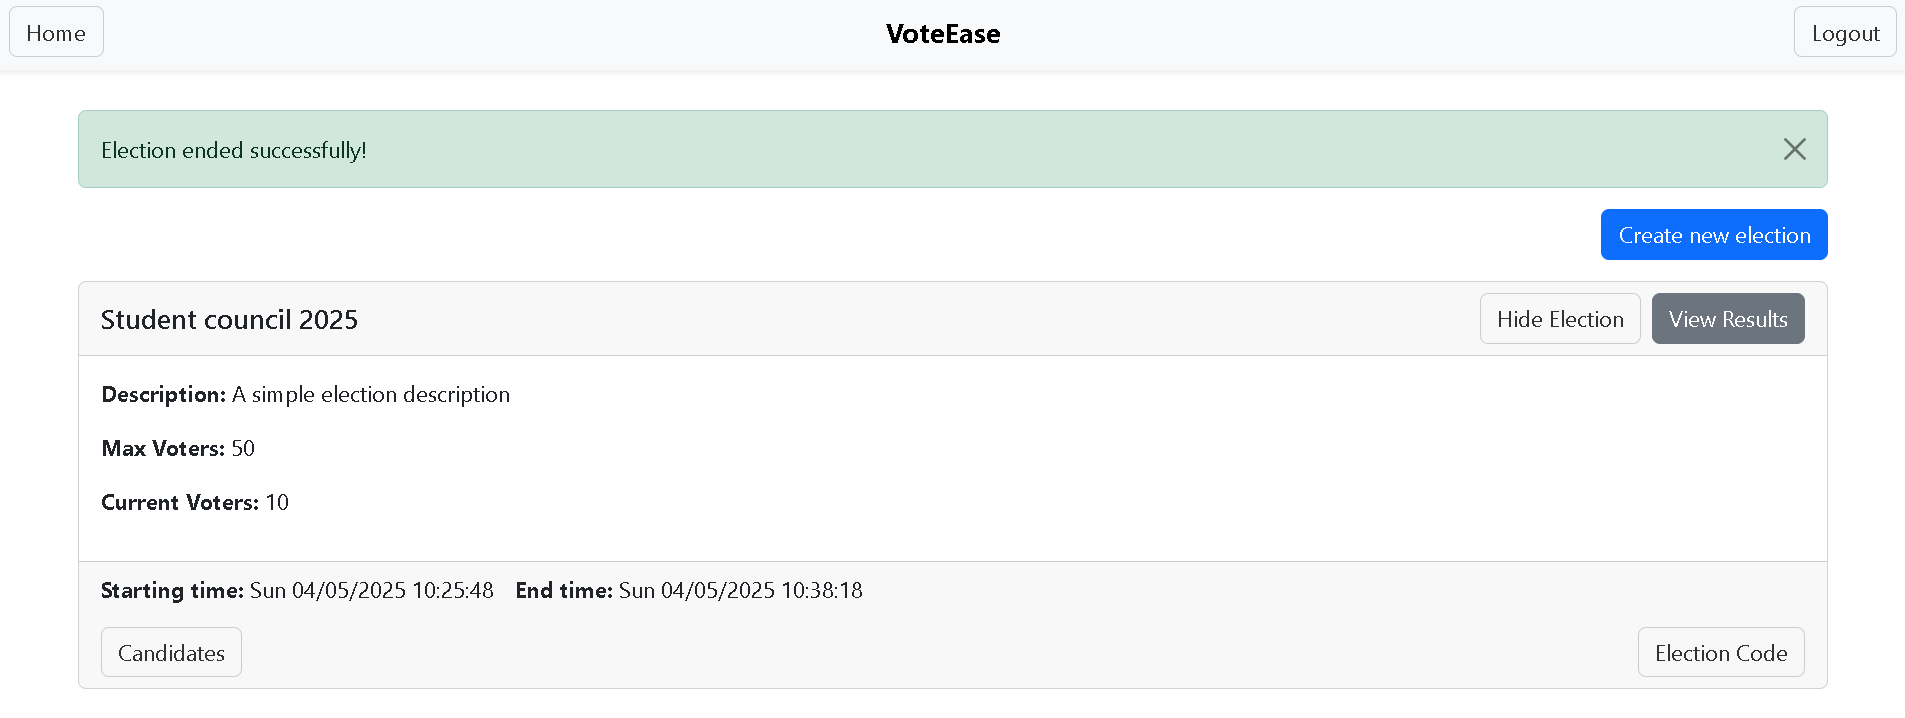 Home
VoteEase
Logout
Election ended successfully!
Create new election
Student council 2025
Hide Election
View Results
Description: A simple election description
Max Voters: 50
Current Voters: 10
Starting time: Sun 04/05/2025 10:25:48 End time: Sun 04/05/2025 10:38:18
Candidates
Election Code